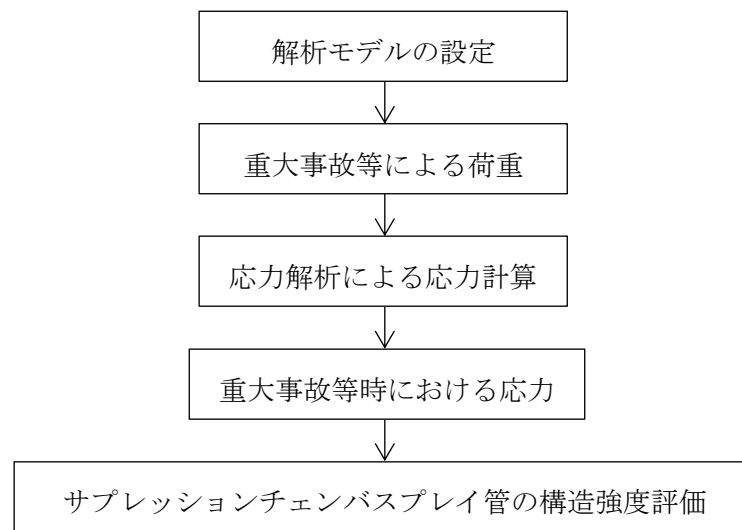 解析モデルの設定
重大事故等による荷重
応力解析による応力計算
重大事故等時における応力
サプレッションチェンバスプレイ管の構造強度評価